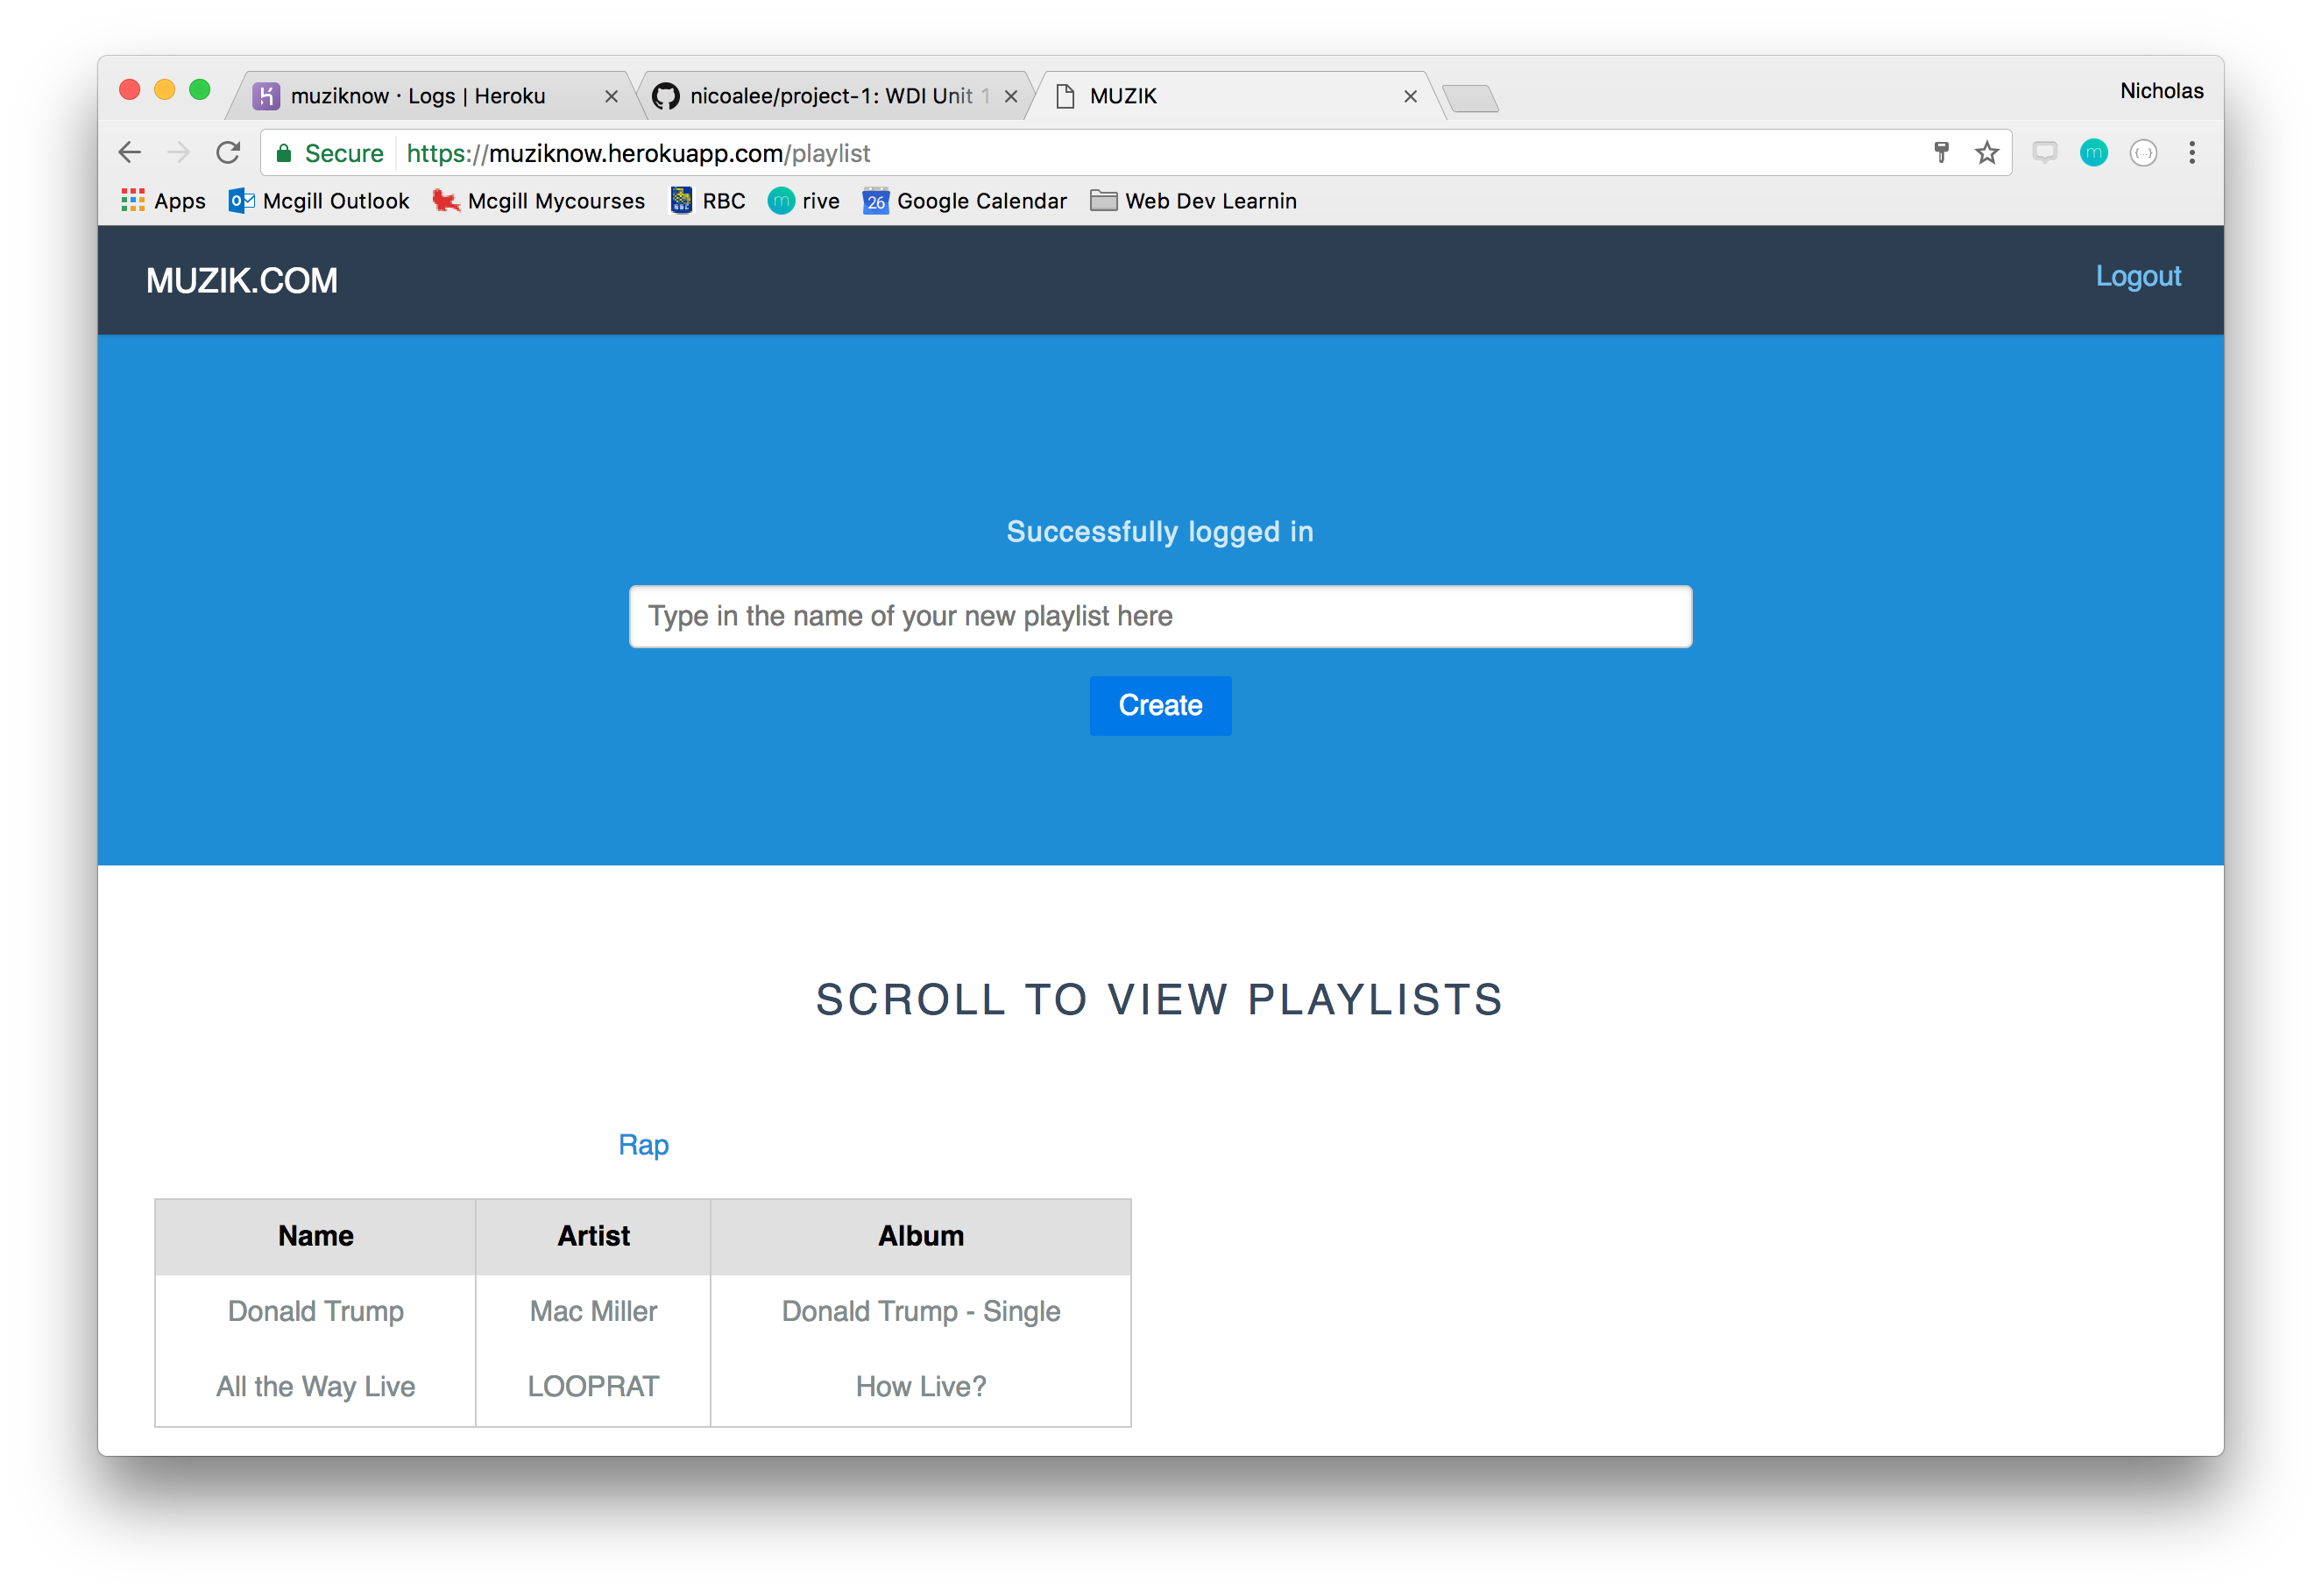 muziknow · Logs | Heroku
nicoalee/project-1: WDI Unit 1
MUZIK
Nicholas
Secure https://muziknow.herokuapp.com/playlist
Apps Mcgill Outlook Mcgill Mycourses RBC rive 26 Google Calendar Web Dev Learnin
MUZIK.COM
Logout
Successfully logged in
Type in the name of your new playlist here
Create
SCROLL TO VIEW PLAYLISTS
Rap
Name Artist Album
Donald Trump Mac Miller Donald Trump - Single
All the Way Live LOOPRAT How Live?